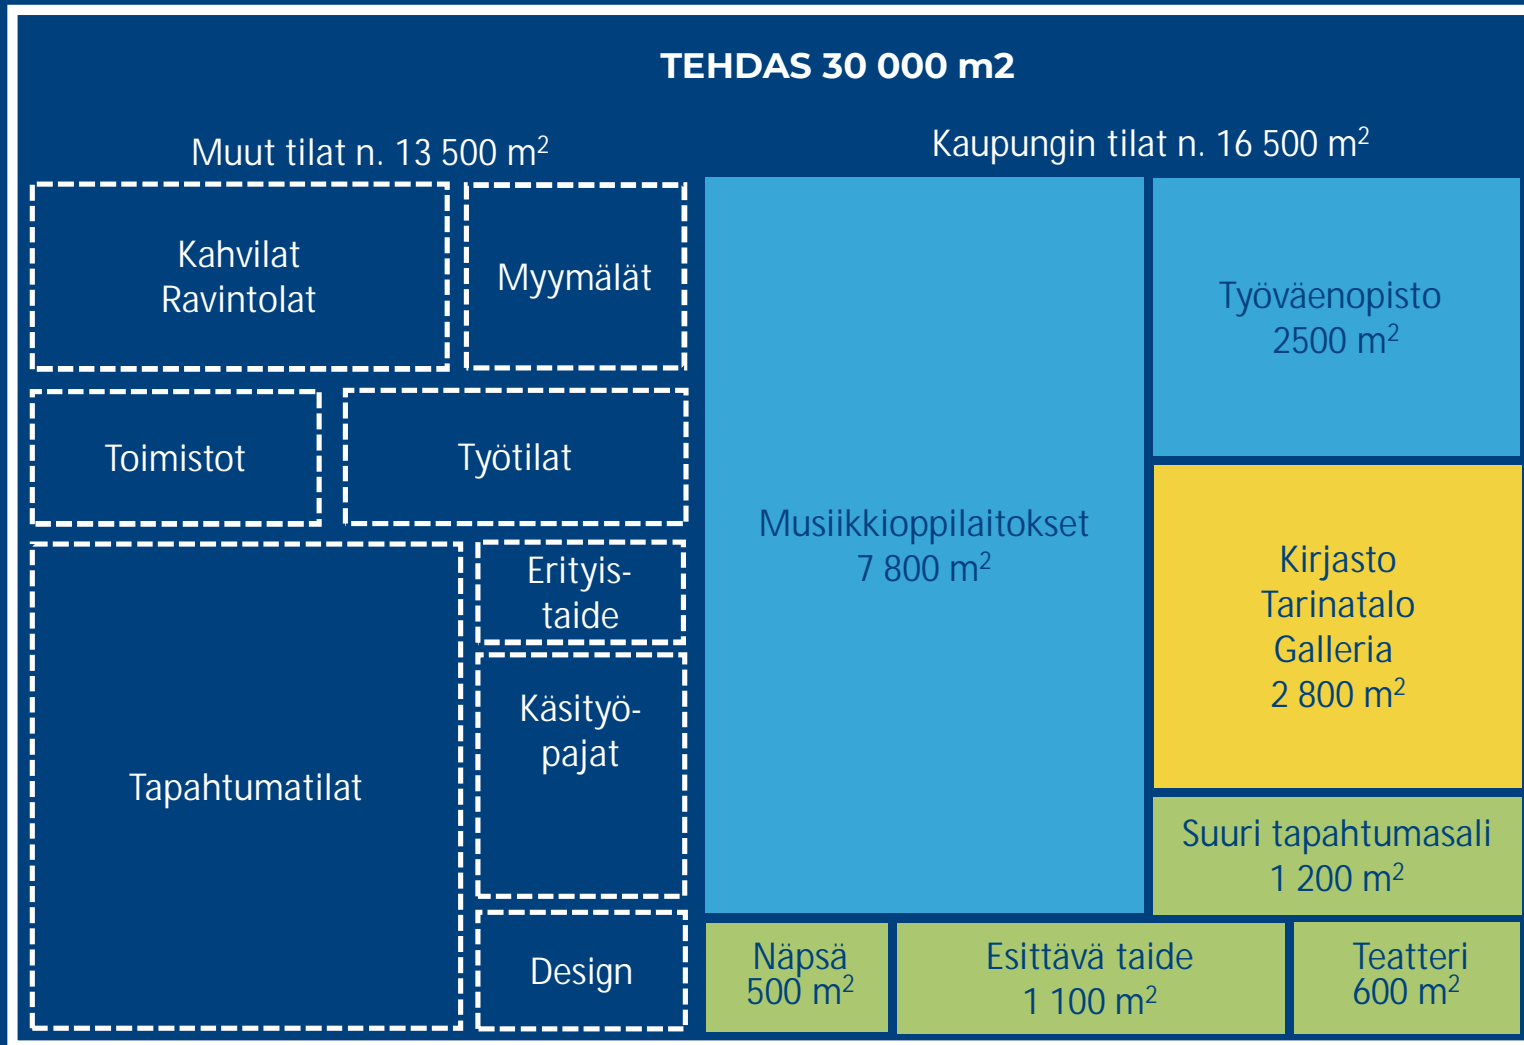 TEHDAS 30 000 m2
Muut tilat n. 13 500 m²
Kahvilat
Ravintolat
Myymälät
Toimistot
Työtilat
Tapahtumatilat
Erityis-
taide
Käsityö-
pajat
Design
Kaupungin tilat n. 16 500 m²
Musiikkioppilaitokset
7 800 m²
Työväenopisto
2500 m²
Kirjasto
Tarinatalo
Galleria
2 800 m²
Suuri tapahtumasali
1 200 m²
Näpsä
500 m²
Esittävä taide
1 100 m²
Teatteri
600 m²